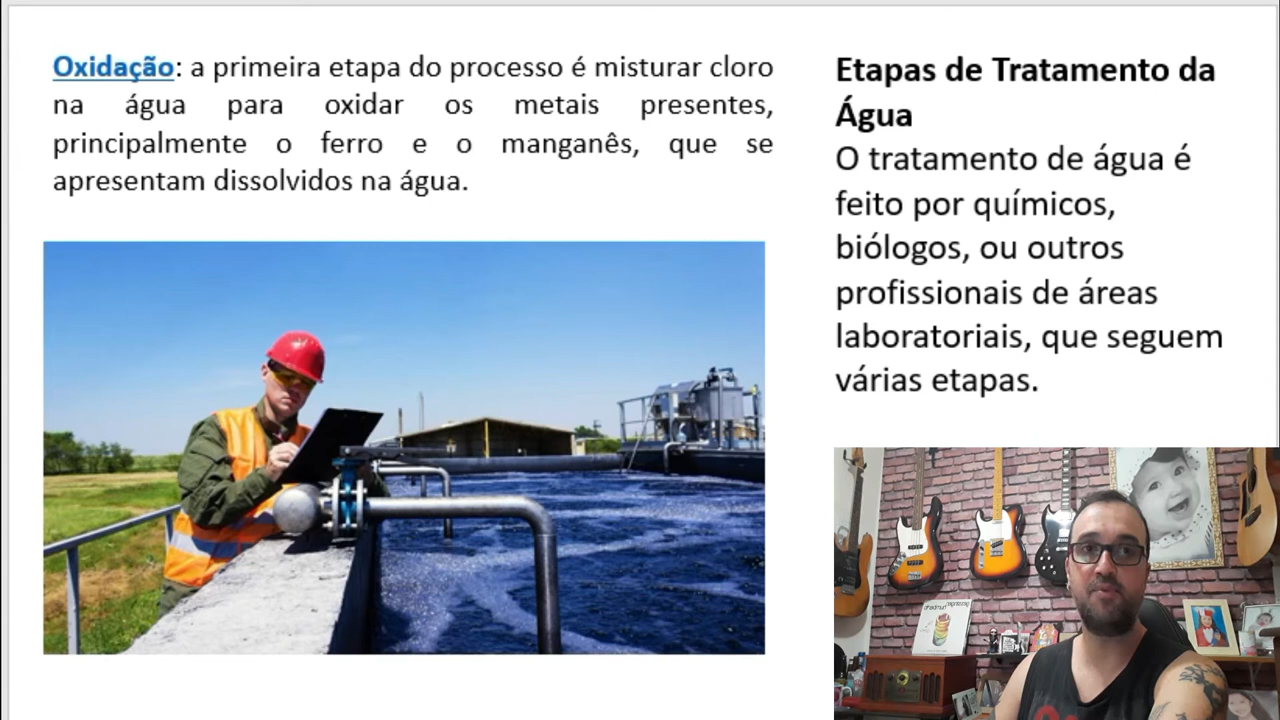 Oxidação: a primeira etapa do processo é misturar cloro
na água para oxidar os metais presentes,
principalmente o ferro e o manganês, que se
apresentam dissolvidos na água.
Etapas de Tratamento da
Água
O tratamento de água é
feito por químicos,
biólogos, ou outros
profissionais de áreas
laboratoriais, que seguem
várias etapas.